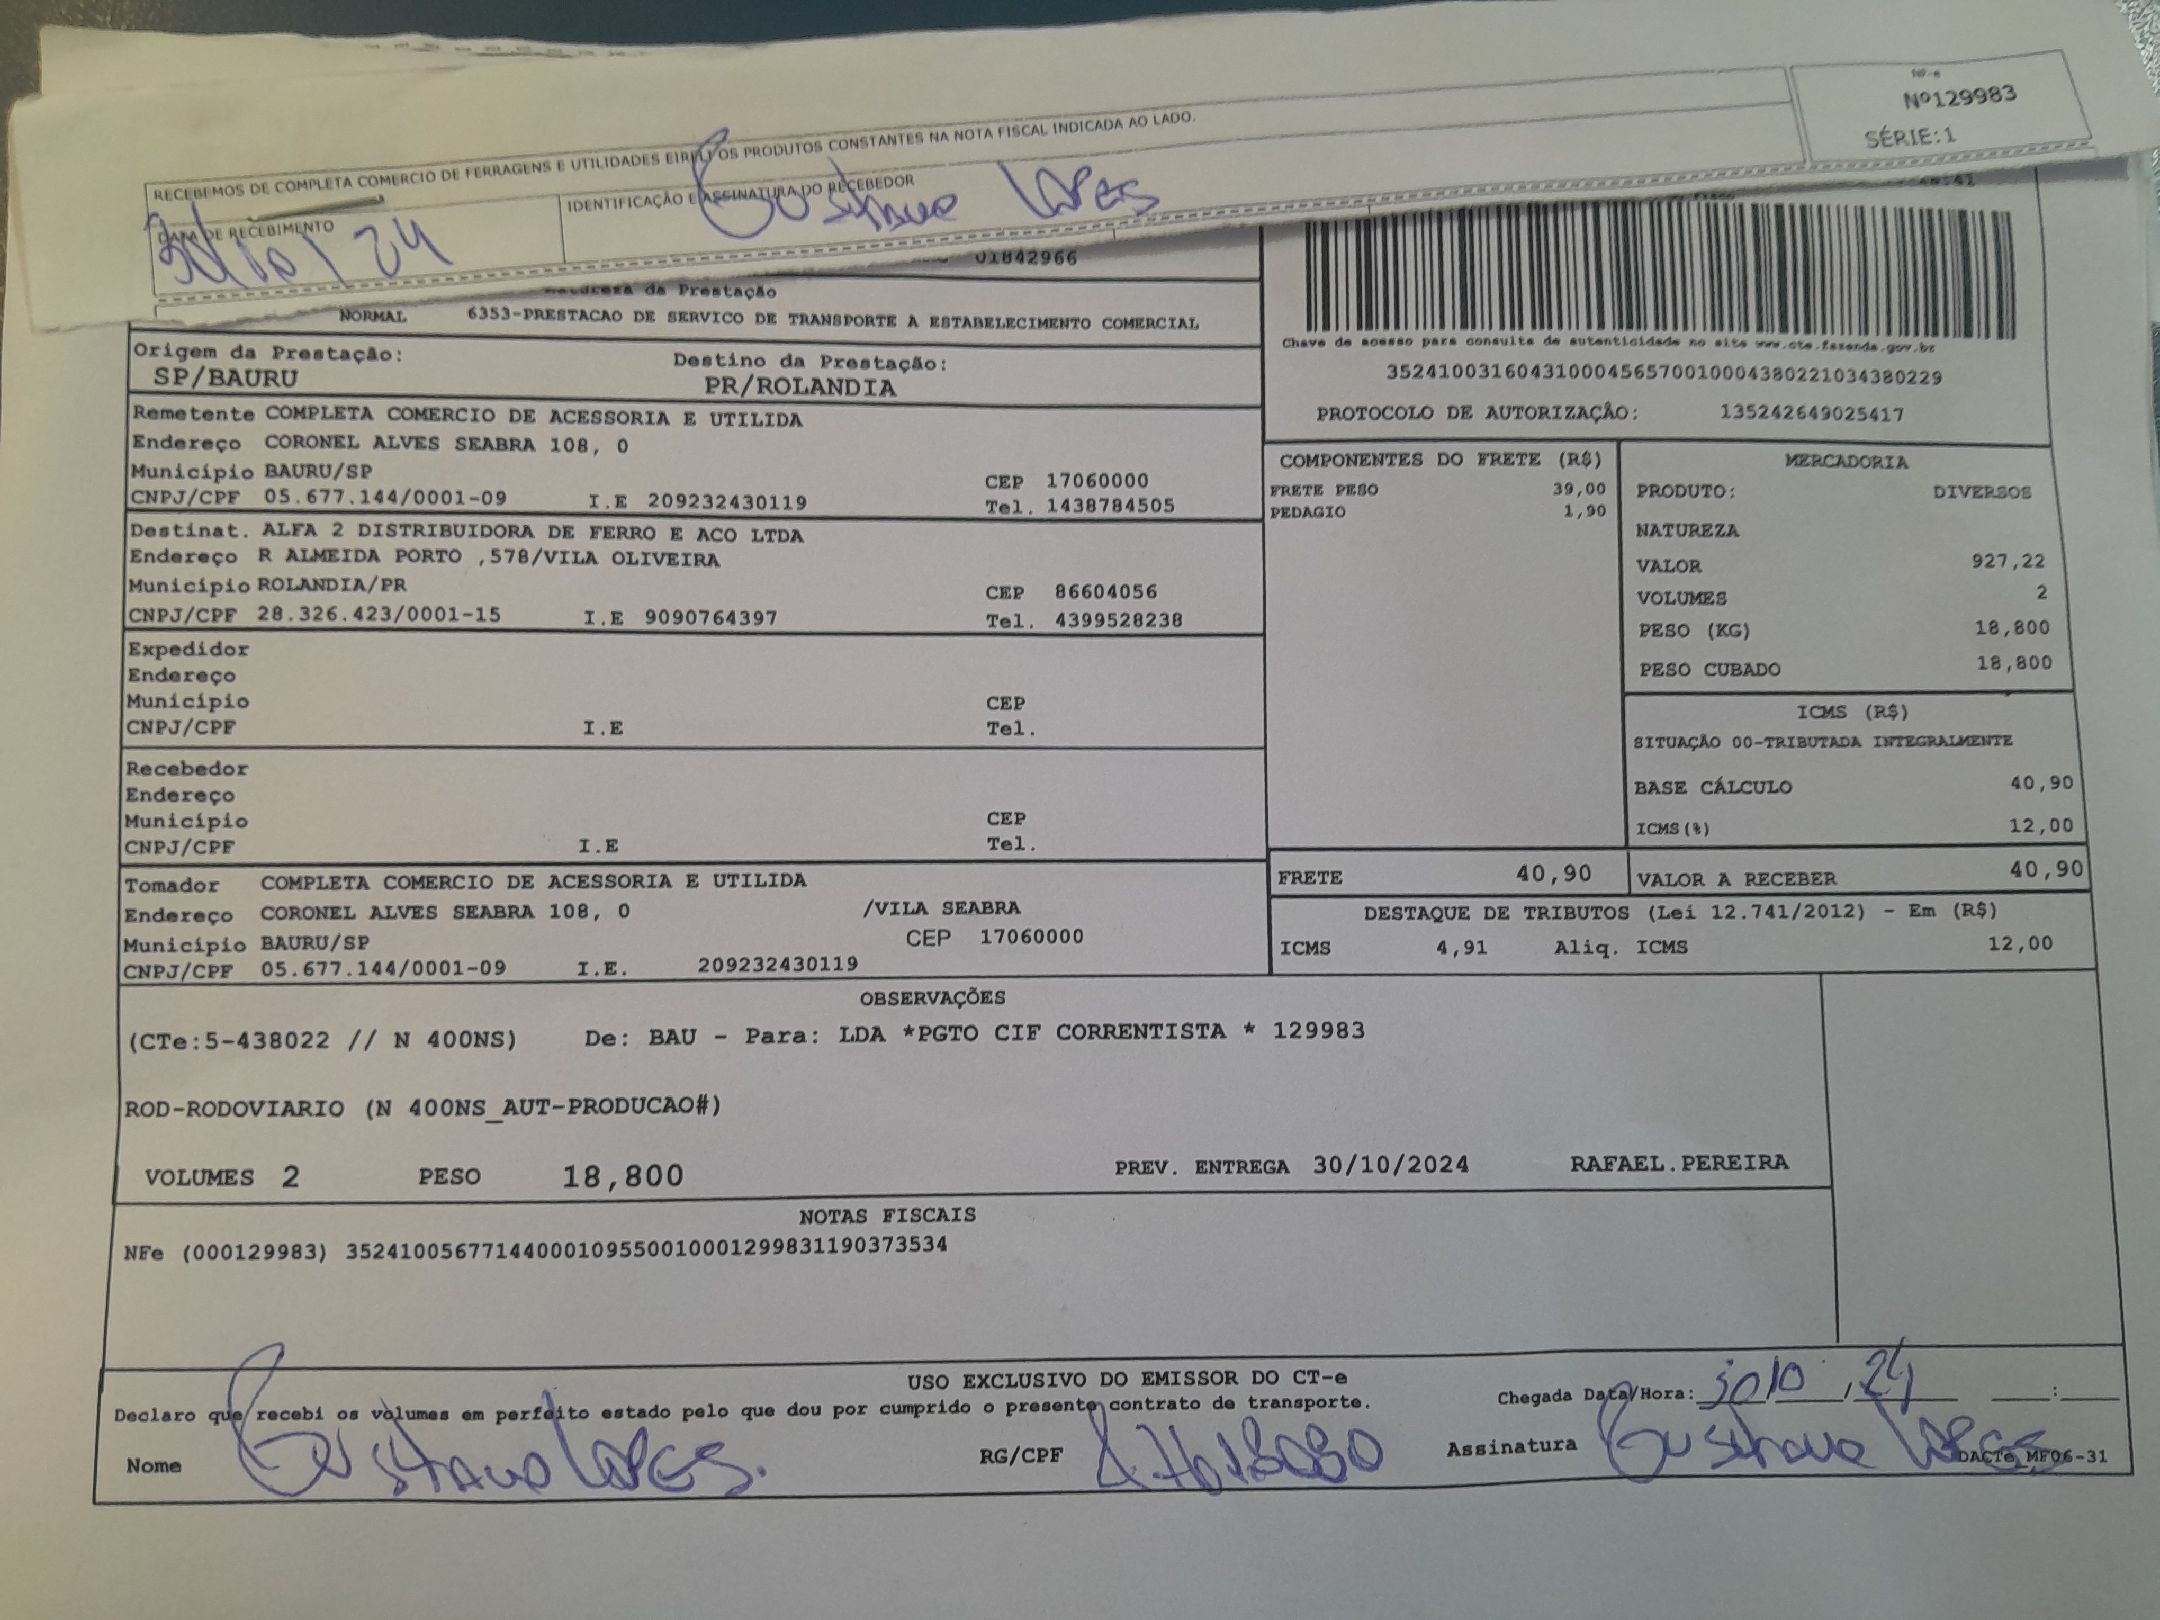 RECEBEMOS DE COMPLETA COMERCIO DE FERRAGENS E UTILIDADES EIRELI OS PRODUTOS CONSTANTES NA NOTA FISCAL INDICADA AO LADO.
DATA DE RECEBIMENTO
IDENTIFICAÇÃO E ASSINATURA DO RECEBEDOR
Gustavo Lopes
30/10/24
NF-e
Nº129983
SÉRIE:1
01842966
Natureza da Prestação
NORMAL 6353-PRESTACAO DE SERVICO DE TRANSPORTE A ESTABELECIMENTO COMERCIAL
Origem da Prestação: Destino da Prestação:
SP/BAURU PR/ROLANDIA
Chave de acesso para consulta de autenticidade no site www.cte.fazenda.gov.br
35241003160431000456570010004380221034380229
PROTOCOLO DE AUTORIZAÇÃO: 135242649025417
Remetente COMPLETA COMERCIO DE ACESSORIA E UTILIDA
Endereço CORONEL ALVES SEABRA 108, 0
Município BAURU/SP CEP 17060000
CNPJ/CPF 05.677.144/0001-09 I.E 209232430119 Tel. 1438784505
Destinat. ALFA 2 DISTRIBUIDORA DE FERRO E ACO LTDA
Endereço R ALMEIDA PORTO ,578/VILA OLIVEIRA
Município ROLANDIA/PR CEP 86604056
CNPJ/CPF 28.326.423/0001-15 I.E 9090764397 Tel. 4399528238
Expedidor
Endereço
Município CEP
CNPJ/CPF I.E Tel.
Recebedor
Endereço
Município CEP
CNPJ/CPF I.E Tel.
Tomador COMPLETA COMERCIO DE ACESSORIA E UTILIDA
Endereço CORONEL ALVES SEABRA 108, 0 /VILA SEABRA
Município BAURU/SP CEP 17060000
CNPJ/CPF 05.677.144/0001-09 I.E. 209232430119
COMPONENTES DO FRETE (R$)
FRETE PESO 39,00
PEDAGIO 1,90
MERCADORIA
PRODUTO: DIVERSOS
NATUREZA
VALOR 927,22
VOLUMES 2
PESO (KG) 18,800
PESO CUBADO 18,800
ICMS (R$)
SITUAÇÃO 00-TRIBUTADA INTEGRALMENTE
BASE CÁLCULO 40,90
ICMS(%) 12,00
FRETE 40,90 VALOR A RECEBER 40,90
DESTAQUE DE TRIBUTOS (Lei 12.741/2012) - Em (R$)
ICMS 4,91 Aliq. ICMS 12,00
OBSERVAÇÕES
(CTe:5-438022 // N 400NS) De: BAU - Para: LDA *PGTO CIF CORRENTISTA * 129983
ROD-RODOVIARIO (N 400NS_AUT-PRODUCAO#)
VOLUMES 2 PESO 18,800 PREV. ENTREGA 30/10/2024 RAFAEL.PEREIRA
NOTAS FISCAIS
NFe (000129983) 35241005677144000109550010001299831190373534
USO EXCLUSIVO DO EMISSOR DO CT-e
Chegada Data/Hora: 30/10/24 :
Declaro que recebi os volumes em perfeito estado pelo que dou por cumprido o presente contrato de transporte.
Nome Gustavo Lopes. RG/CPF Assinatura Gustavo Lopes
DACTe_MF06-31